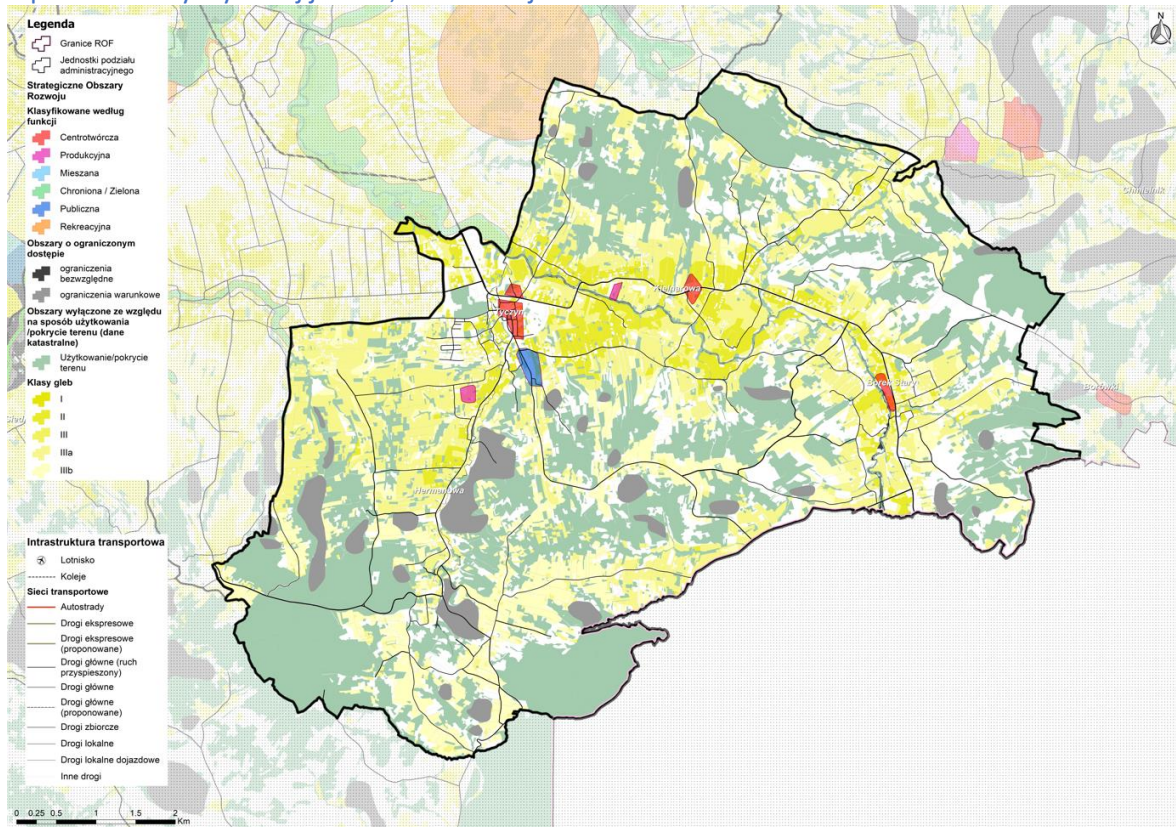 Legenda
Granice ROF
Jednostki podziału
administracyjnego
Strategiczne Obszary
Rozwoju
Klasyfikowane według
funkcji
Centrotwórcza
Produkcyjna
Mieszana
Chroniona / Zielona
Publiczna
Rekreacyjna
Obszary o ograniczonym
dostępie
ograniczenia
bezwzględne
ograniczenia warunkowe
Obszary wyłączone ze względu
na sposób użytkowania
/pokrycie terenu (dane
katastralne)
Użytkowanie/pokrycie
terenu
Klasy gleb
I
II
III
IIIa
IIIb
Intrastruktura transportowa
Lotnisko
Koleje
Sieci transportowe
Autostrady
Drogi ekspresowe
Drogi ekspresowe
(proponowane)
Drogi główne (ruch
przyspieszony)
Drogi główne
Drogi główne
(proponowane)
Drogi zbiorcze
Drogi lokalne
Drogi lokalne dojazdowe
Inne drogi
0 0.25 0.5 1 1.5 2
Km
N
Chmielnik
Kielnarowa
Tyczyn
Borek Stary
Borówki
Hermanowa